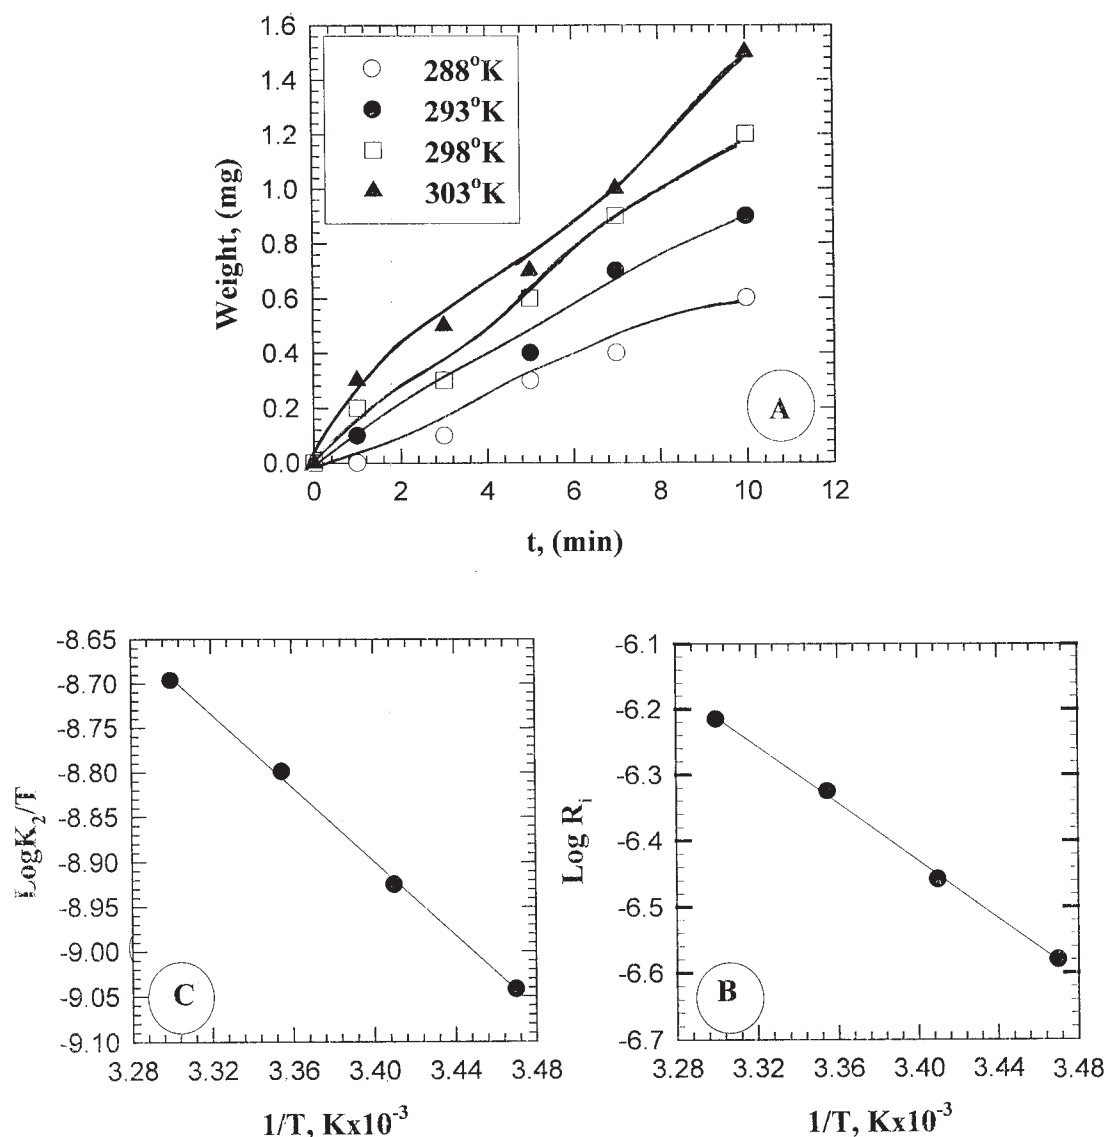 1.6
1.4
1.2
1.0
0.8
0.6
0.4
0.2
0.0
Weight, (mg)
288°K
293°K
298°K
303°K
A
0 2 4 6 8 10 12
t, (min)
-8.65
-8.70
-8.75
-8.80
-8.85
-8.90
-8.95
-9.00
-9.05
-9.10
LogK2/T
C
3.28 3.32 3.36 3.40 3.44 3.48
1/T, Kx10-3
-6.1
-6.2
-6.3
-6.4
-6.5
-6.6
-6.7
Log Ri
B
3.28 3.32 3.36 3.40 3.44 3.48
1/T, Kx10-3